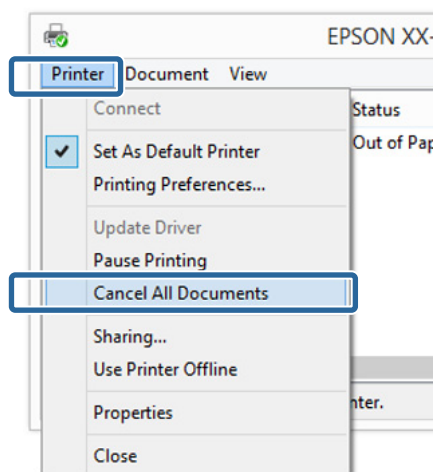 EPSON XX-
Printer Document View
Connect
Status
Set As Default Printer
Out of Pap
Printing Preferences...
Update Driver
Pause Printing
Cancel All Documents
Sharing...
Use Printer Offline
Properties
nter.
Close